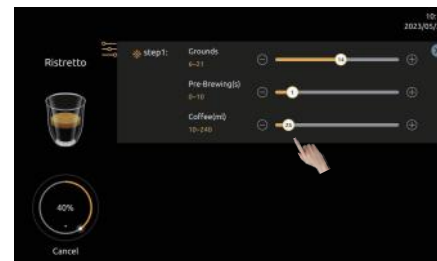 10:
2023/05/
Ristretto
step1:
Grounds
6~21
14
Pre-Brewing(s)
0~10
1
Coffee(ml)
10~240
25
40%
Cancel